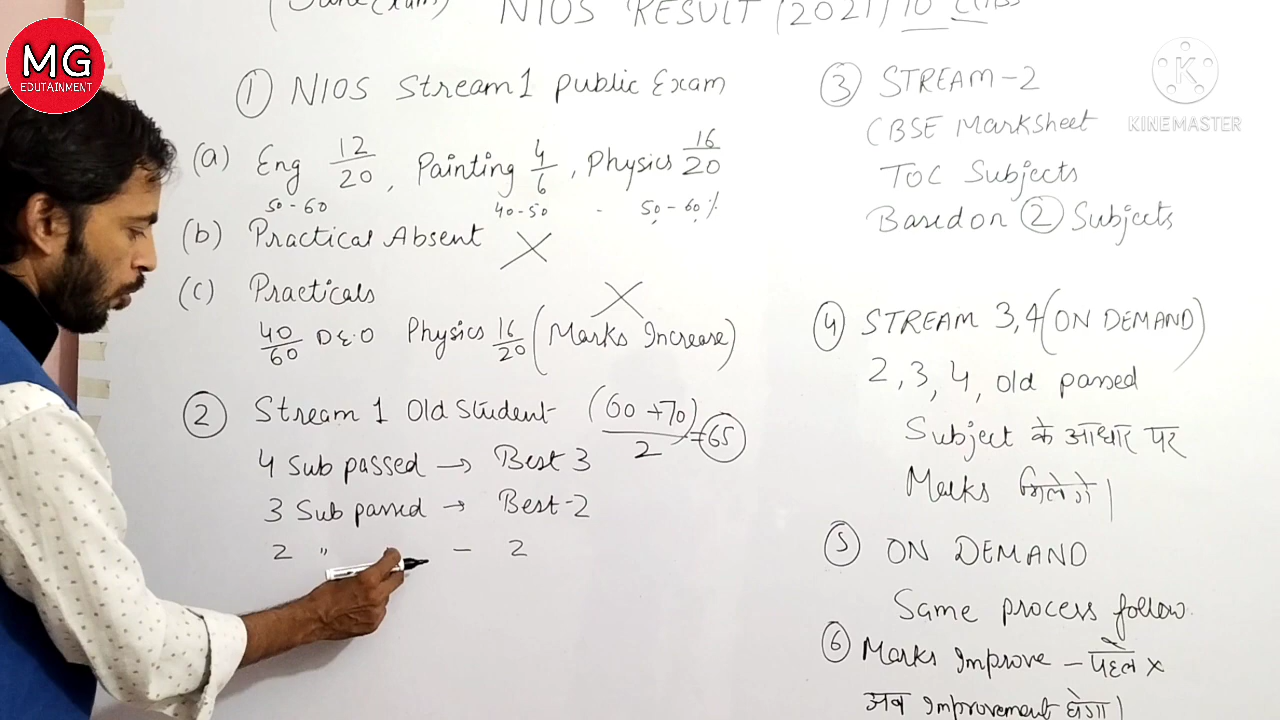 (June Exam) NIOS RESULT (2021) 10 Class
MG
EDUTAINMENT
KINEMASTER
① NIOS Stream 1 Public Exam
(a) Eng 12/20, Painting 4/6, Physics 16/20
50-60 40-50 - 50-60%
(b) Practical Absent X
(c) Practicals X
40/60 D.E.O Physics 16/20 (Marks Increase)
② Stream 1 Old Student (60+70)/2=65
4 Sub passed → Best 3
3 Sub passed → Best-2
2 " - 2
③ STREAM-2
CBSE Marksheet
TOC Subjects
Based on ② Subjects
④ STREAM 3,4 (ON DEMAND)
2,3,4, old passed
Subject के आधार पर
Marks मिलेगे।
⑤ ON DEMAND
Same process follow.
⑥ Marks Improve - पहले x
अब Improvement होगा।